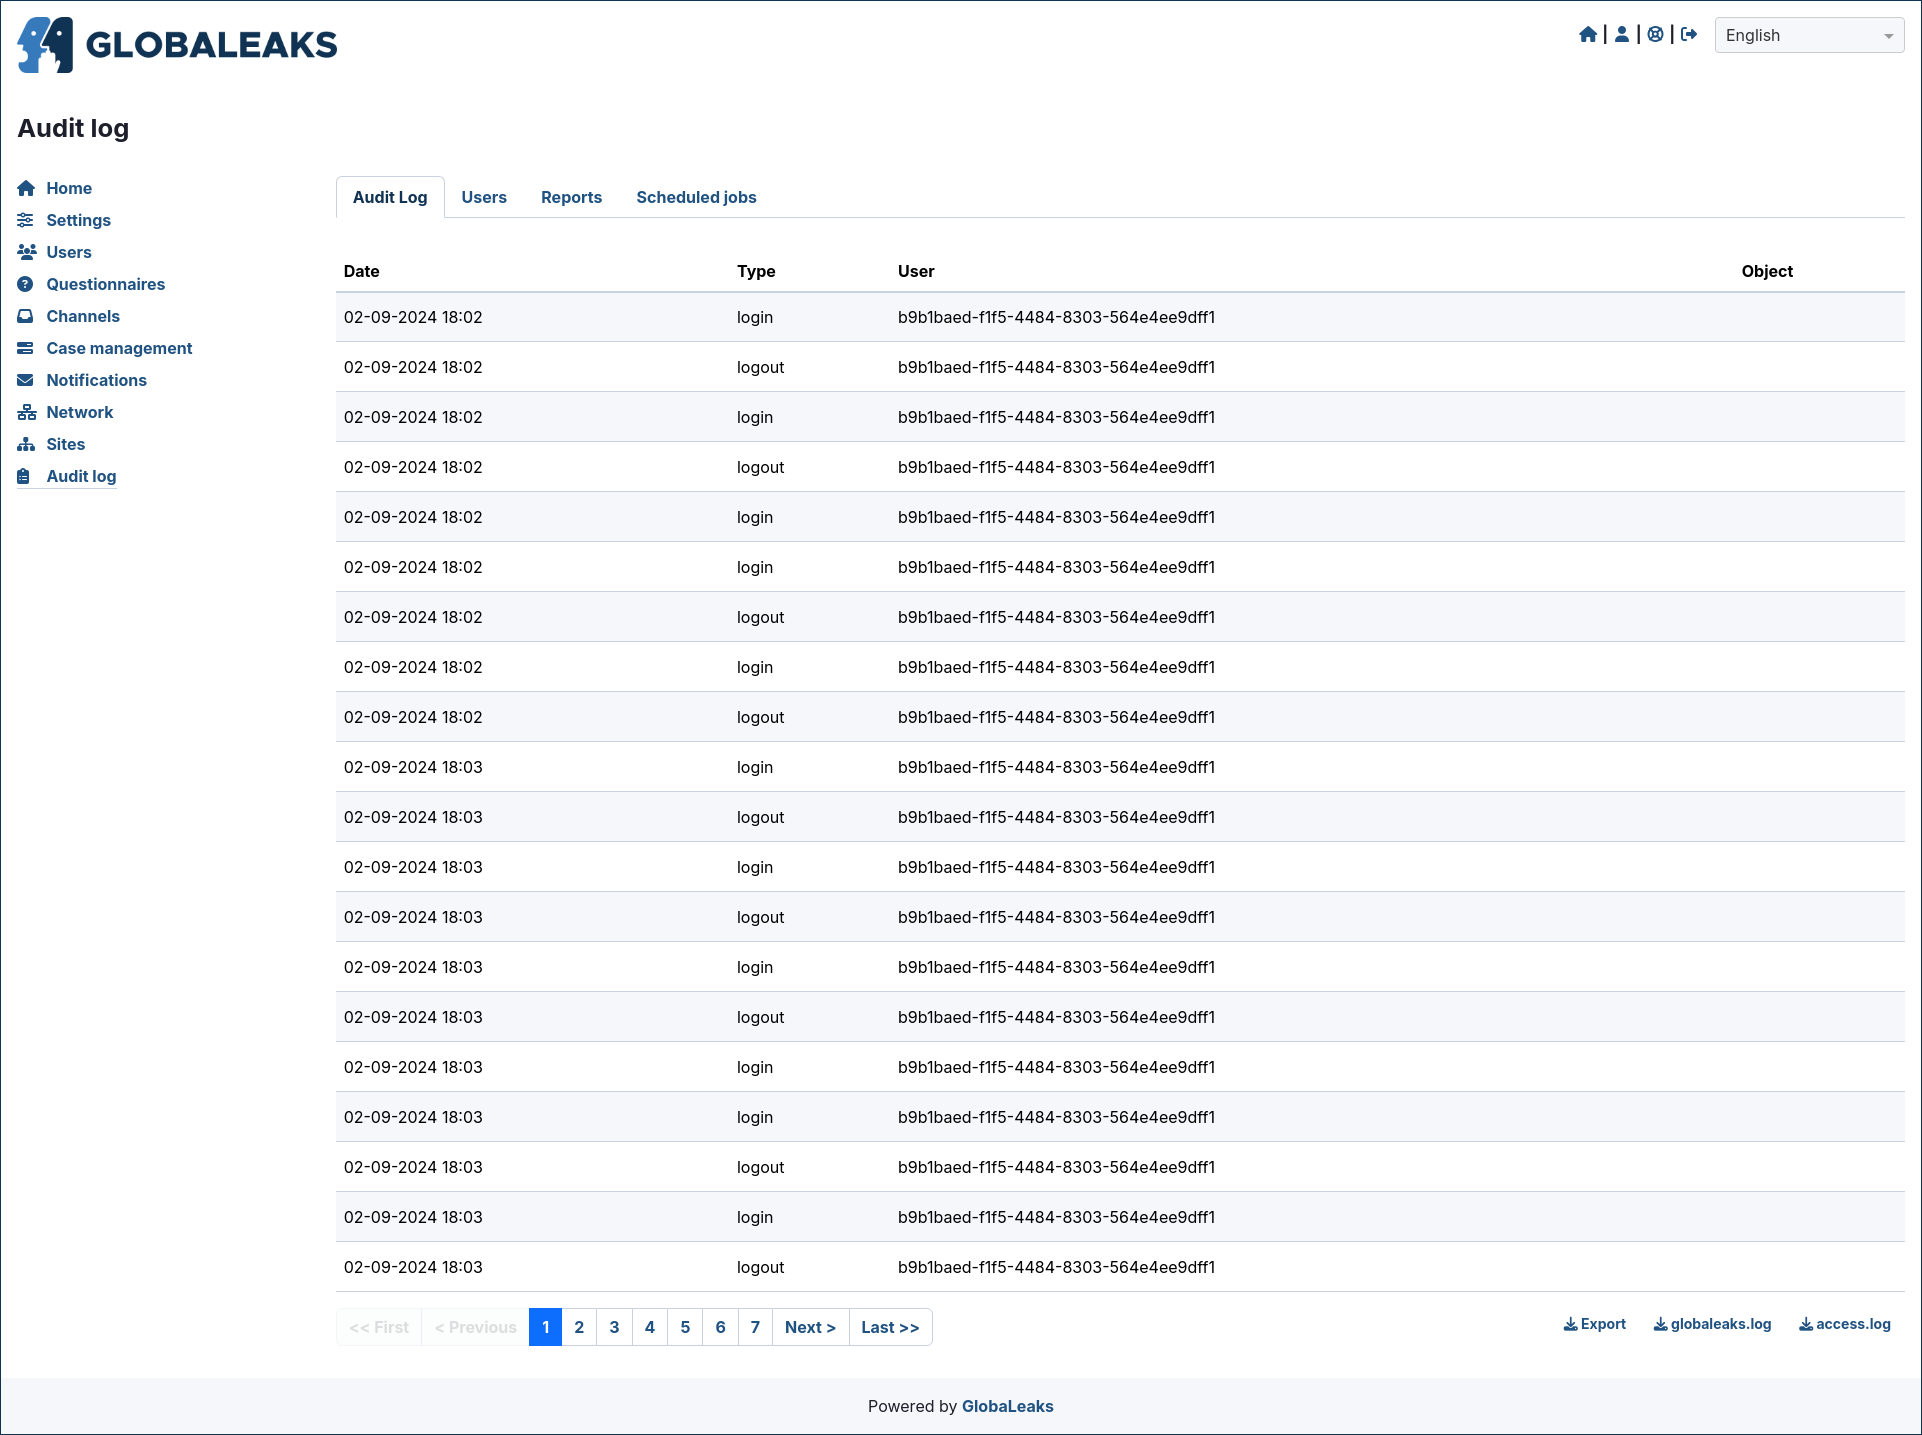 GLOBALEAKS
| | | English
Audit log
Home
Settings
Users
Questionnaires
Channels
Case management
Notifications
Network
Sites
Audit log
Audit Log Users Reports Scheduled jobs
Date Type User Object
02-09-2024 18:02 login b9b1baed-f1f5-4484-8303-564e4ee9dff1
02-09-2024 18:02 logout b9b1baed-f1f5-4484-8303-564e4ee9dff1
02-09-2024 18:02 login b9b1baed-f1f5-4484-8303-564e4ee9dff1
02-09-2024 18:02 logout b9b1baed-f1f5-4484-8303-564e4ee9dff1
02-09-2024 18:02 login b9b1baed-f1f5-4484-8303-564e4ee9dff1
02-09-2024 18:02 login b9b1baed-f1f5-4484-8303-564e4ee9dff1
02-09-2024 18:02 logout b9b1baed-f1f5-4484-8303-564e4ee9dff1
02-09-2024 18:02 login b9b1baed-f1f5-4484-8303-564e4ee9dff1
02-09-2024 18:02 logout b9b1baed-f1f5-4484-8303-564e4ee9dff1
02-09-2024 18:03 login b9b1baed-f1f5-4484-8303-564e4ee9dff1
02-09-2024 18:03 logout b9b1baed-f1f5-4484-8303-564e4ee9dff1
02-09-2024 18:03 login b9b1baed-f1f5-4484-8303-564e4ee9dff1
02-09-2024 18:03 logout b9b1baed-f1f5-4484-8303-564e4ee9dff1
02-09-2024 18:03 login b9b1baed-f1f5-4484-8303-564e4ee9dff1
02-09-2024 18:03 logout b9b1baed-f1f5-4484-8303-564e4ee9dff1
02-09-2024 18:03 login b9b1baed-f1f5-4484-8303-564e4ee9dff1
02-09-2024 18:03 login b9b1baed-f1f5-4484-8303-564e4ee9dff1
02-09-2024 18:03 logout b9b1baed-f1f5-4484-8303-564e4ee9dff1
02-09-2024 18:03 login b9b1baed-f1f5-4484-8303-564e4ee9dff1
02-09-2024 18:03 logout b9b1baed-f1f5-4484-8303-564e4ee9dff1
<< First < Previous 1 2 3 4 5 6 7 Next > Last >> Export globaleaks.log access.log
Powered by GlobaLeaks